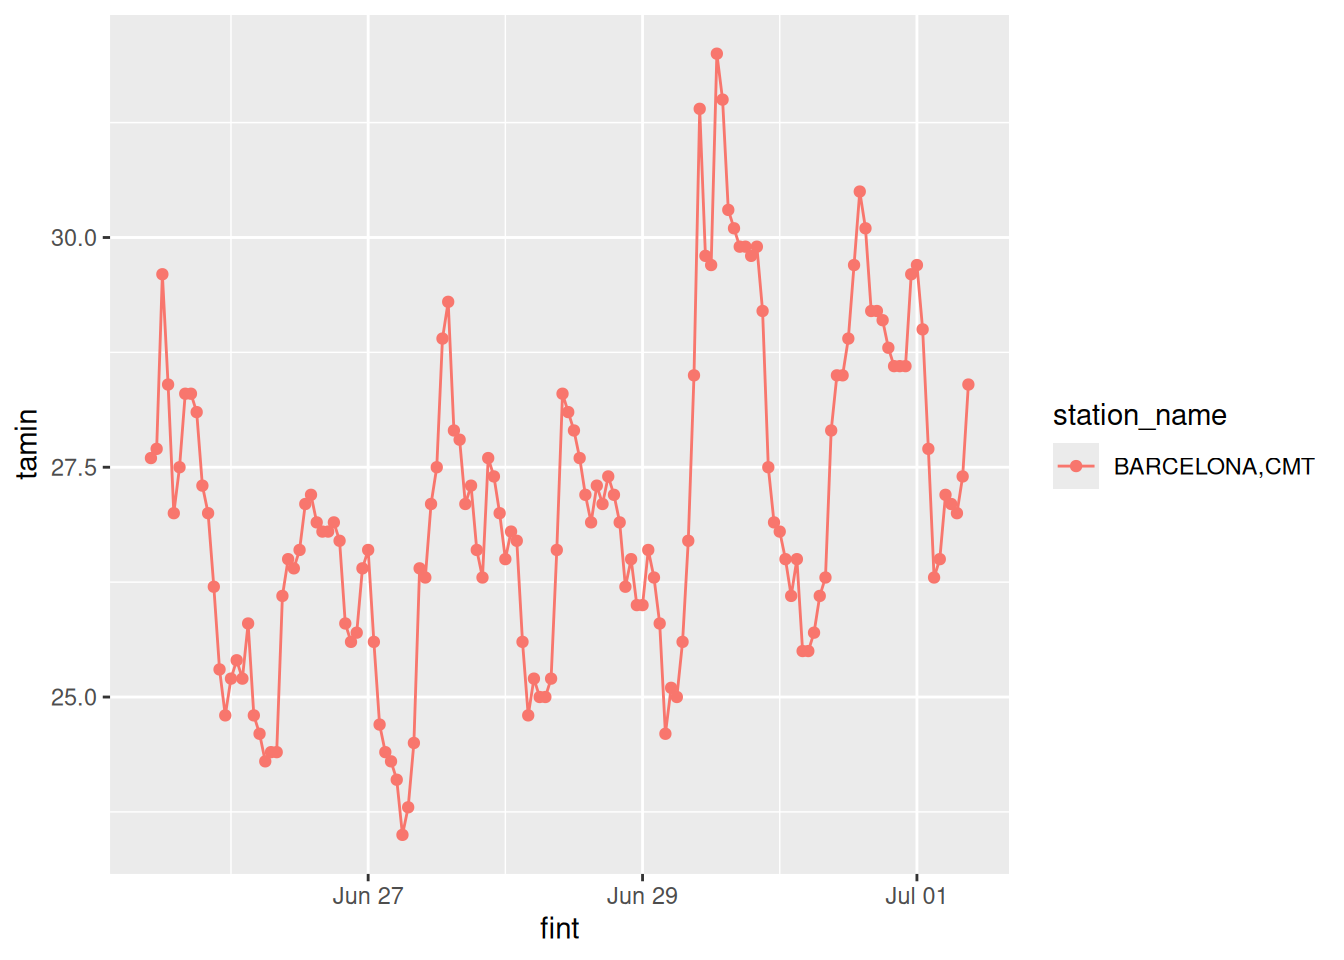 tamin
30.0
27.5
25.0
Jun 27
Jun 29
Jul 01
fint
station_name
BARCELONA,CMT